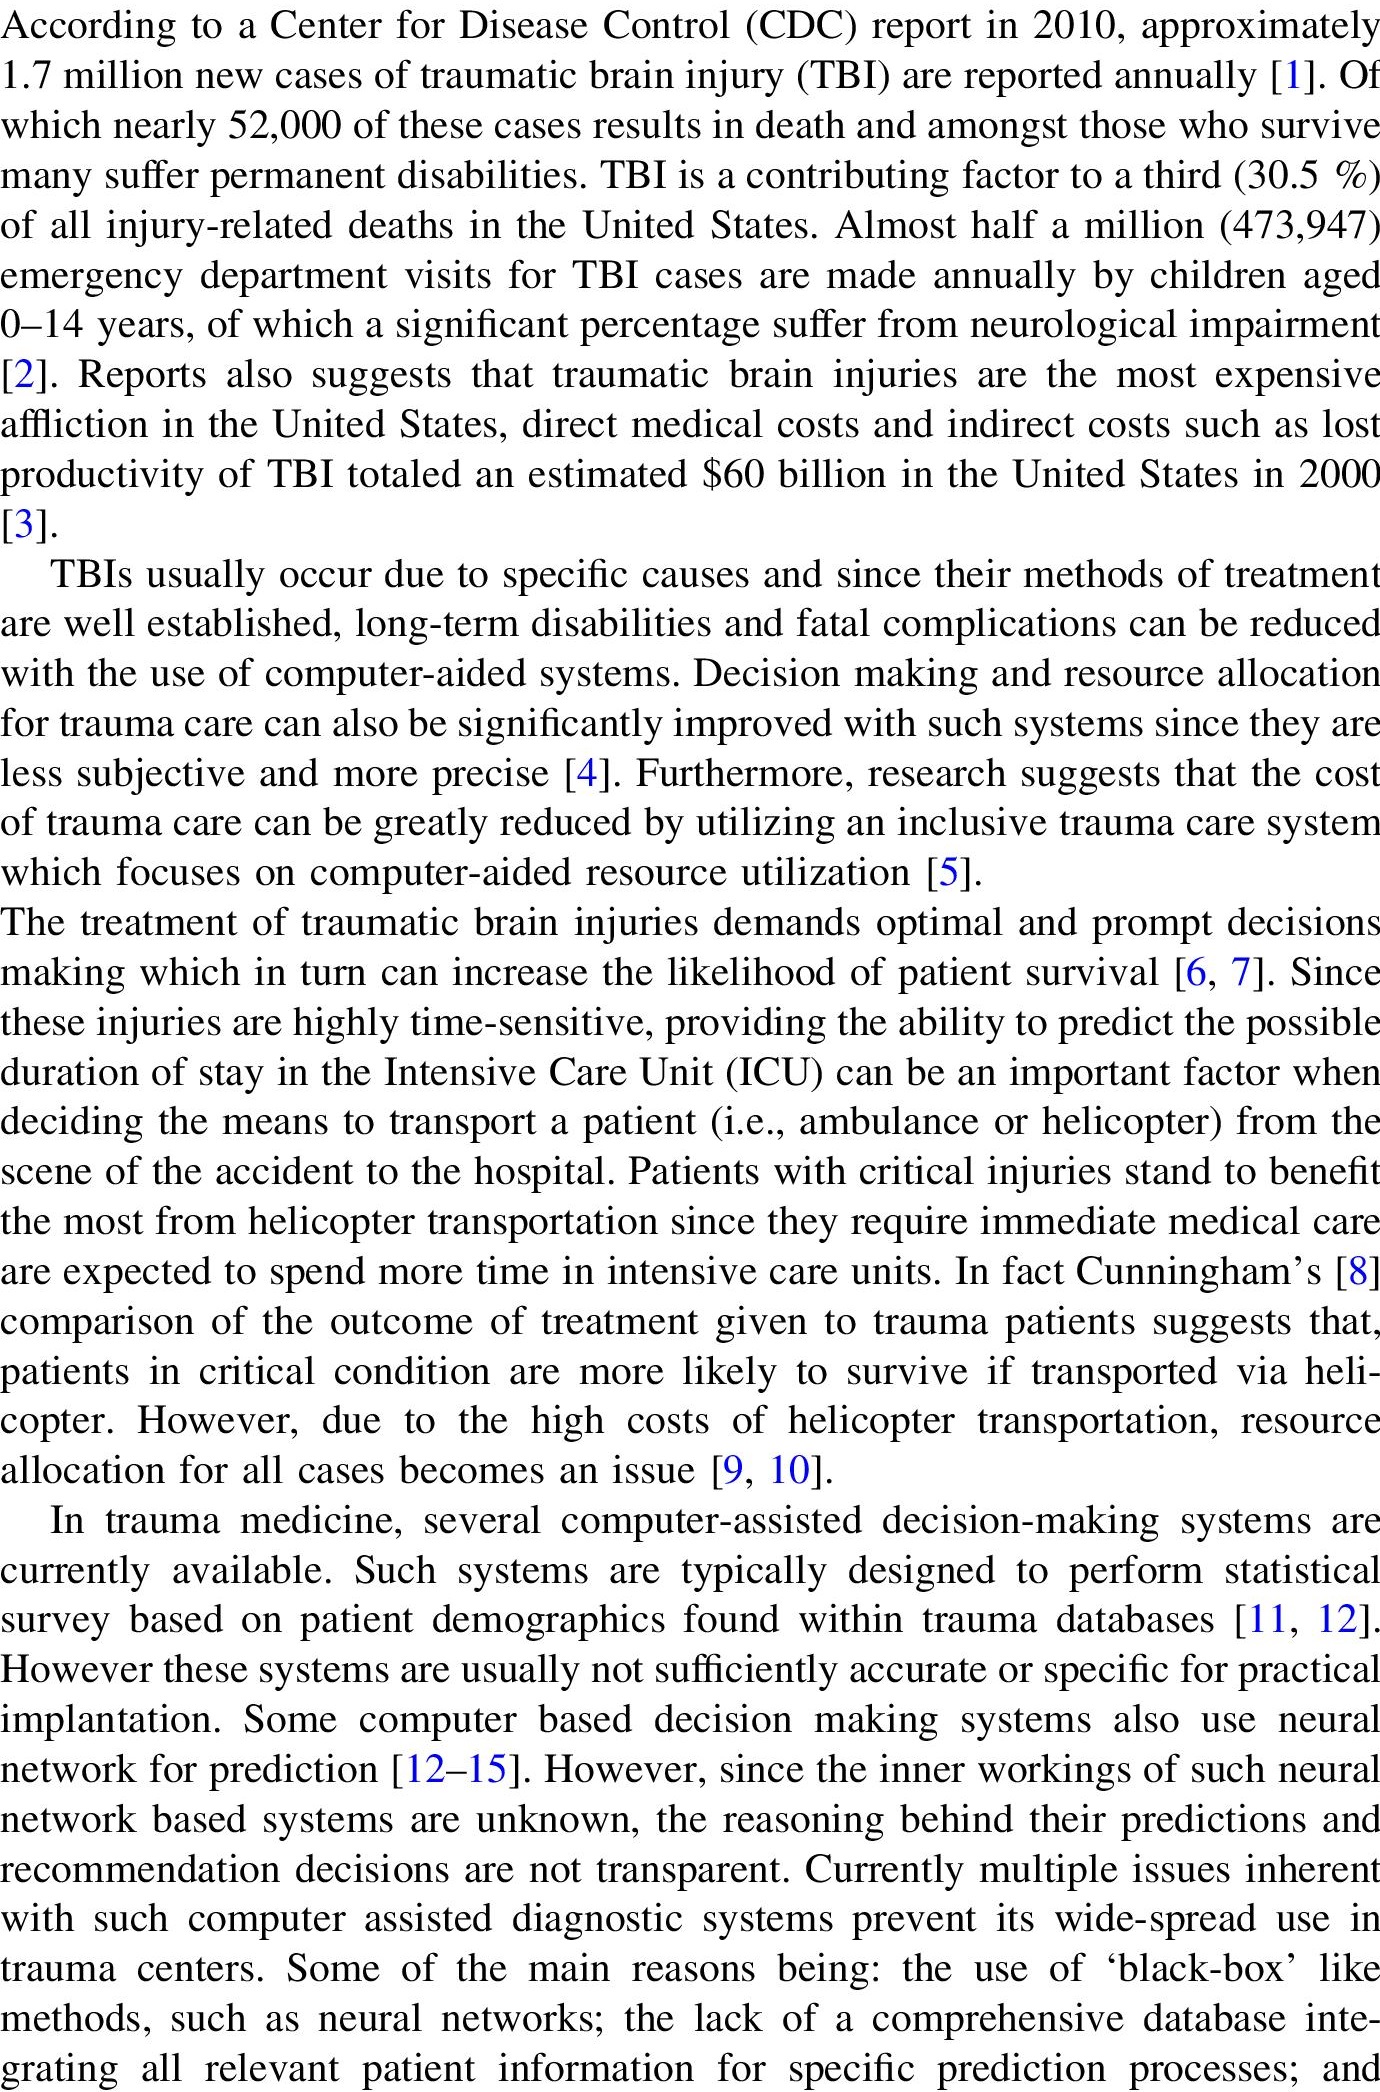 According to a Center for Disease Control (CDC) report in 2010, approximately
1.7 million new cases of traumatic brain injury (TBI) are reported annually [1]. Of
which nearly 52,000 of these cases results in death and amongst those who survive
many suffer permanent disabilities. TBI is a contributing factor to a third (30.5 %)
of all injury-related deaths in the United States. Almost half a million (473,947)
emergency department visits for TBI cases are made annually by children aged
0–14 years, of which a significant percentage suffer from neurological impairment
[2]. Reports also suggests that traumatic brain injuries are the most expensive
affliction in the United States, direct medical costs and indirect costs such as lost
productivity of TBI totaled an estimated $60 billion in the United States in 2000
[3].
TBIs usually occur due to specific causes and since their methods of treatment
are well established, long-term disabilities and fatal complications can be reduced
with the use of computer-aided systems. Decision making and resource allocation
for trauma care can also be significantly improved with such systems since they are
less subjective and more precise [4]. Furthermore, research suggests that the cost
of trauma care can be greatly reduced by utilizing an inclusive trauma care system
which focuses on computer-aided resource utilization [5].
The treatment of traumatic brain injuries demands optimal and prompt decisions
making which in turn can increase the likelihood of patient survival [6, 7]. Since
these injuries are highly time-sensitive, providing the ability to predict the possible
duration of stay in the Intensive Care Unit (ICU) can be an important factor when
deciding the means to transport a patient (i.e., ambulance or helicopter) from the
scene of the accident to the hospital. Patients with critical injuries stand to benefit
the most from helicopter transportation since they require immediate medical care
are expected to spend more time in intensive care units. In fact Cunningham’s [8]
comparison of the outcome of treatment given to trauma patients suggests that,
patients in critical condition are more likely to survive if transported via heli-
copter. However, due to the high costs of helicopter transportation, resource
allocation for all cases becomes an issue [9, 10].
In trauma medicine, several computer-assisted decision-making systems are
currently available. Such systems are typically designed to perform statistical
survey based on patient demographics found within trauma databases [11, 12].
However these systems are usually not sufficiently accurate or specific for practical
implantation. Some computer based decision making systems also use neural
network for prediction [12–15]. However, since the inner workings of such neural
network based systems are unknown, the reasoning behind their predictions and
recommendation decisions are not transparent. Currently multiple issues inherent
with such computer assisted diagnostic systems prevent its wide-spread use in
trauma centers. Some of the main reasons being: the use of ‘black-box’ like
methods, such as neural networks; the lack of a comprehensive database inte-
grating all relevant patient information for specific prediction processes; and